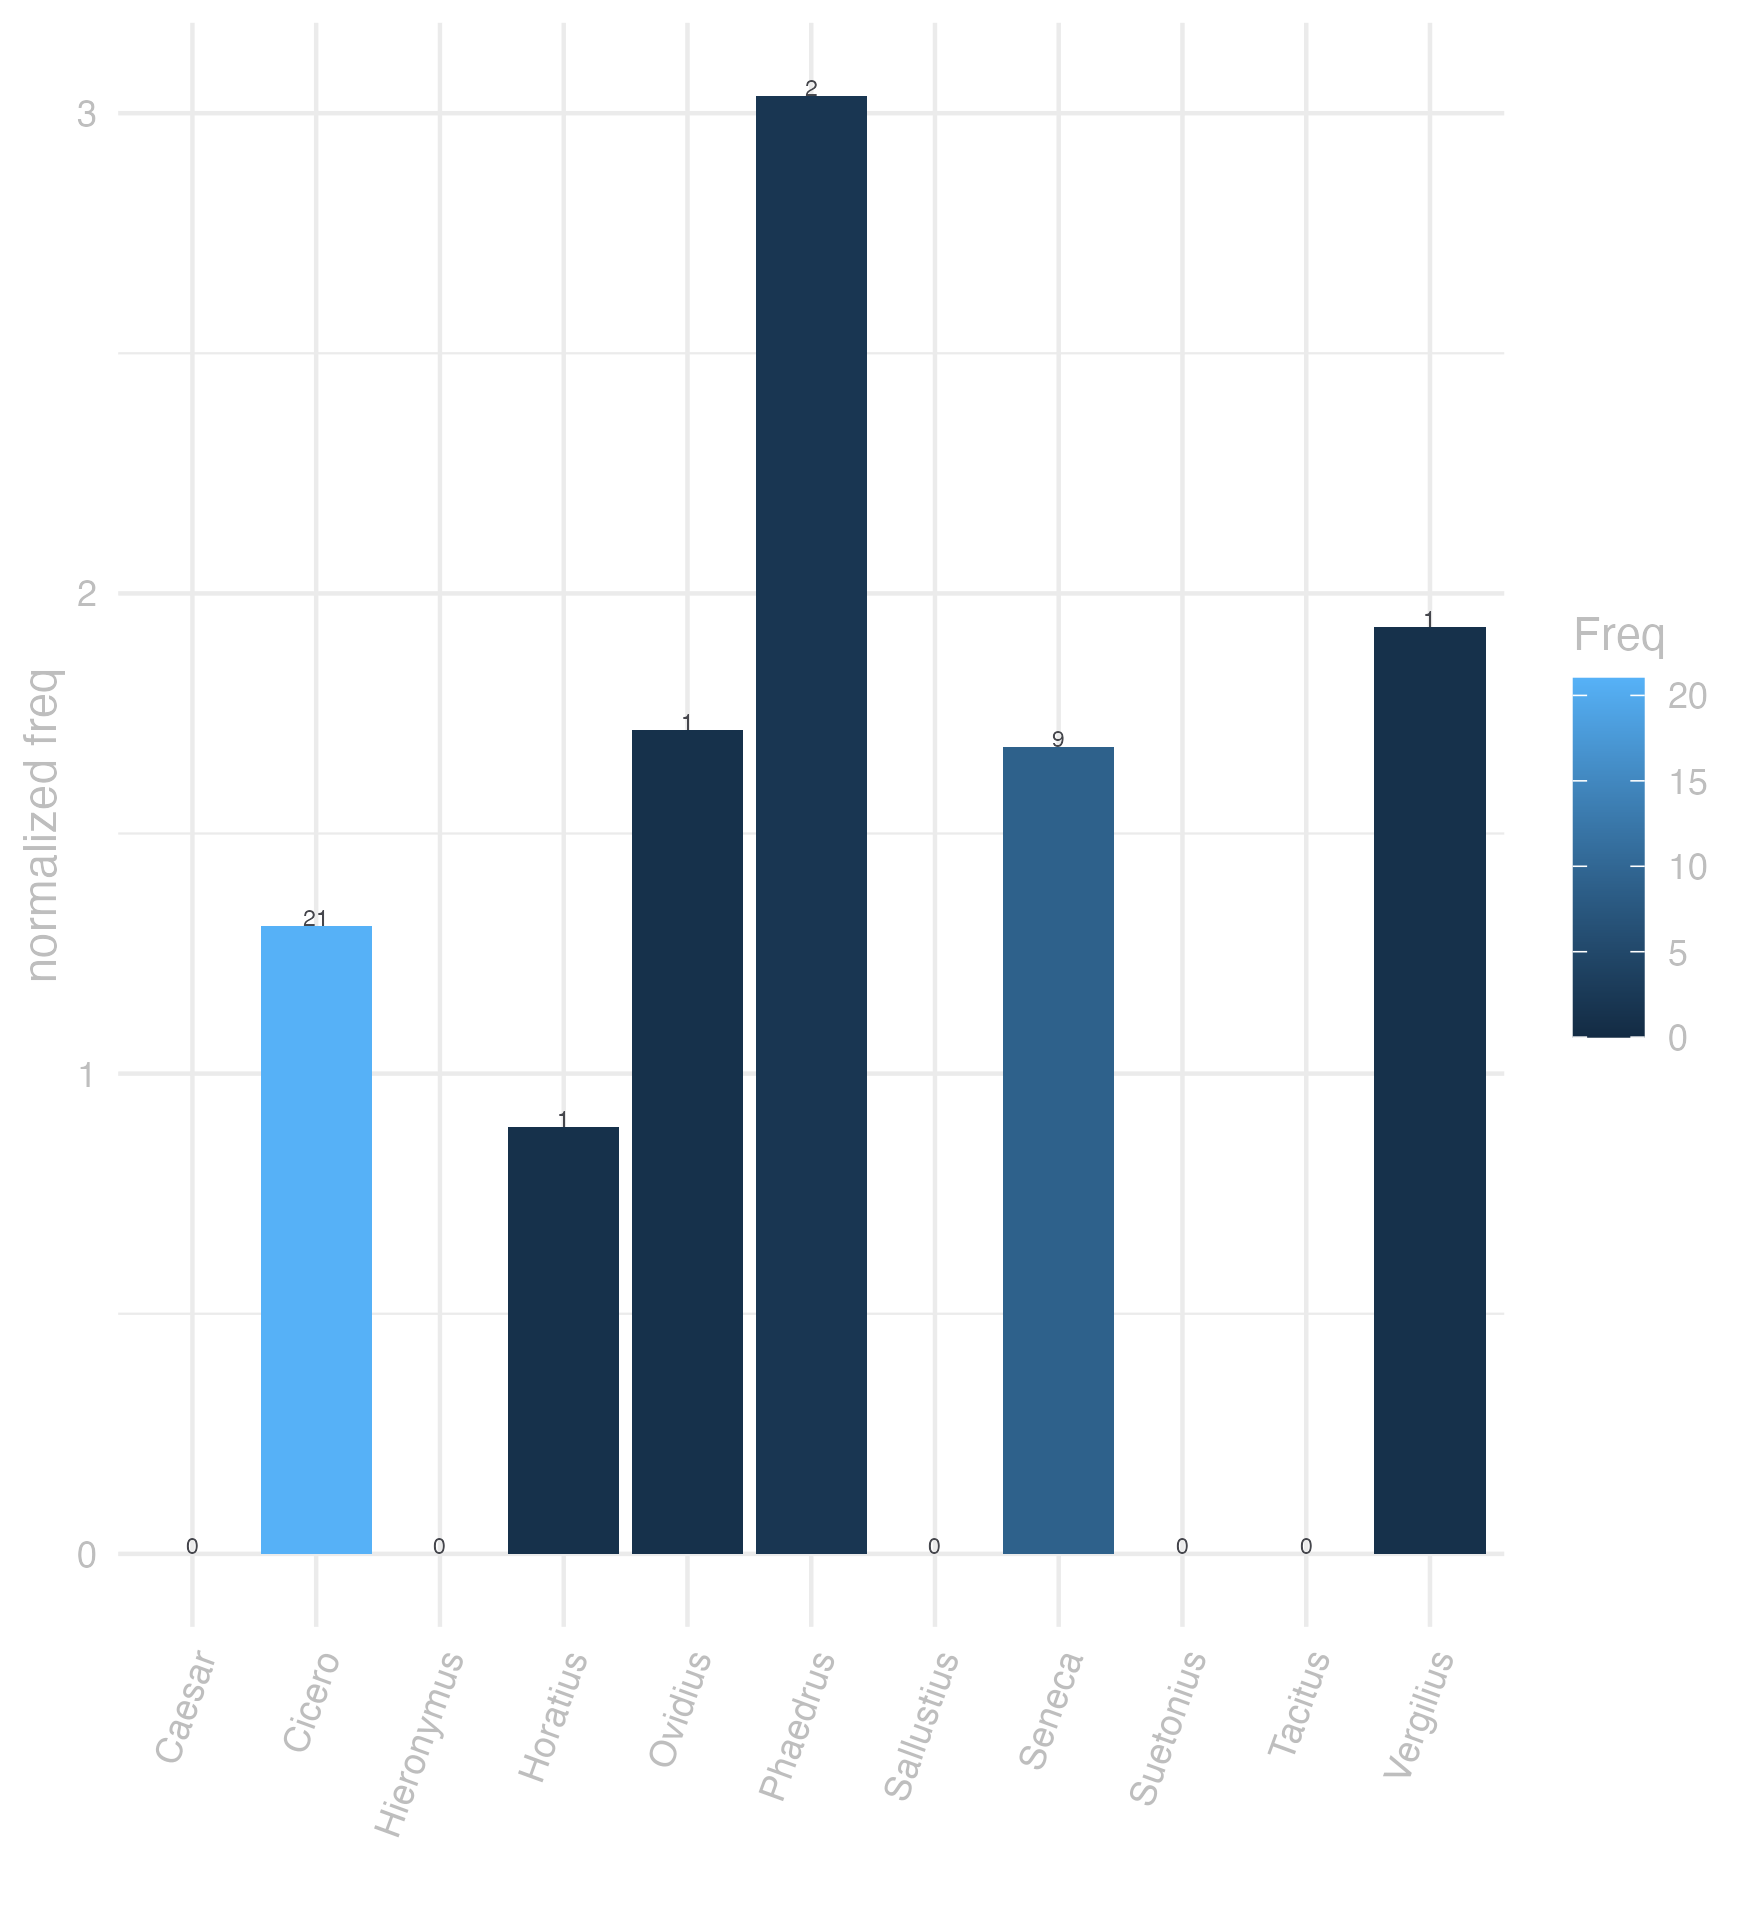 normalized freq
3
2
1
0
0
21
0
1
1
2
0
9
0
0
1
Caesar
Cicero
Hieronymus
Horatius
Ovidius
Phaedrus
Sallustius
Seneca
Suetonius
Tacitus
Vergilius
Freq
20
15
10
5
0